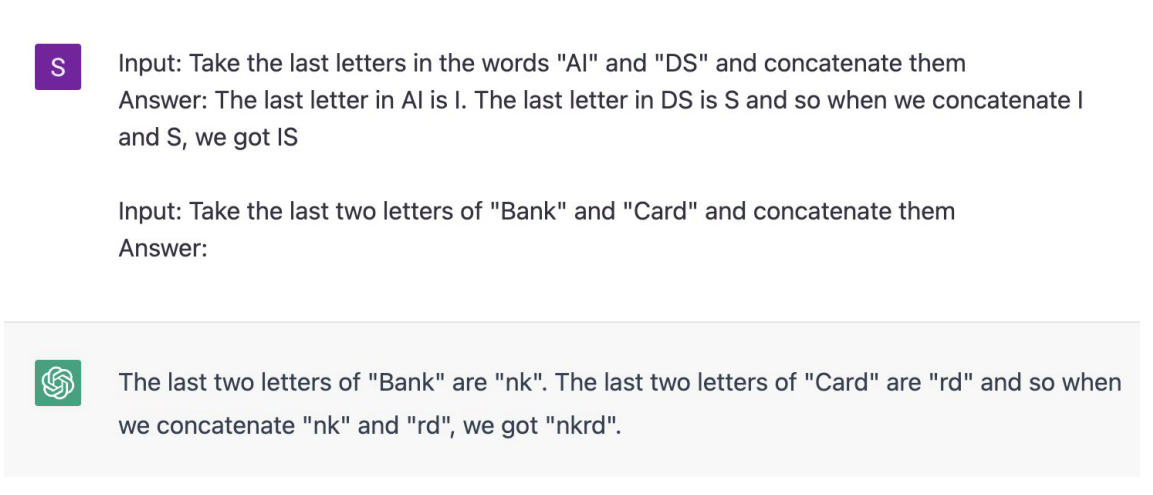 S
Input: Take the last letters in the words "AI" and "DS" and concatenate them
Answer: The last letter in AI is I. The last letter in DS is S and so when we concatenate I
and S, we got IS
Input: Take the last two letters of "Bank" and "Card" and concatenate them
Answer:
The last two letters of "Bank" are "nk". The last two letters of "Card" are "rd" and so when
we concatenate "nk" and "rd", we got "nkrd".